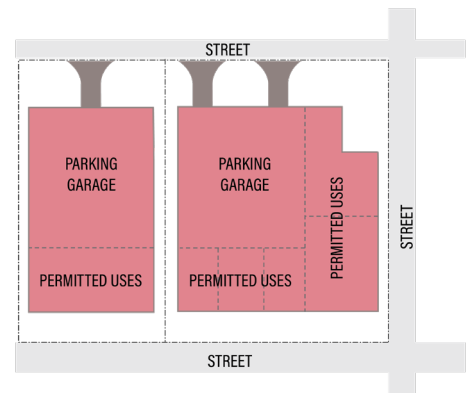 STREET
PARKING
GARAGE
PARKING
GARAGE
PERMITTED USES
STREET
PERMITTED USES
PERMITTED USES
STREET